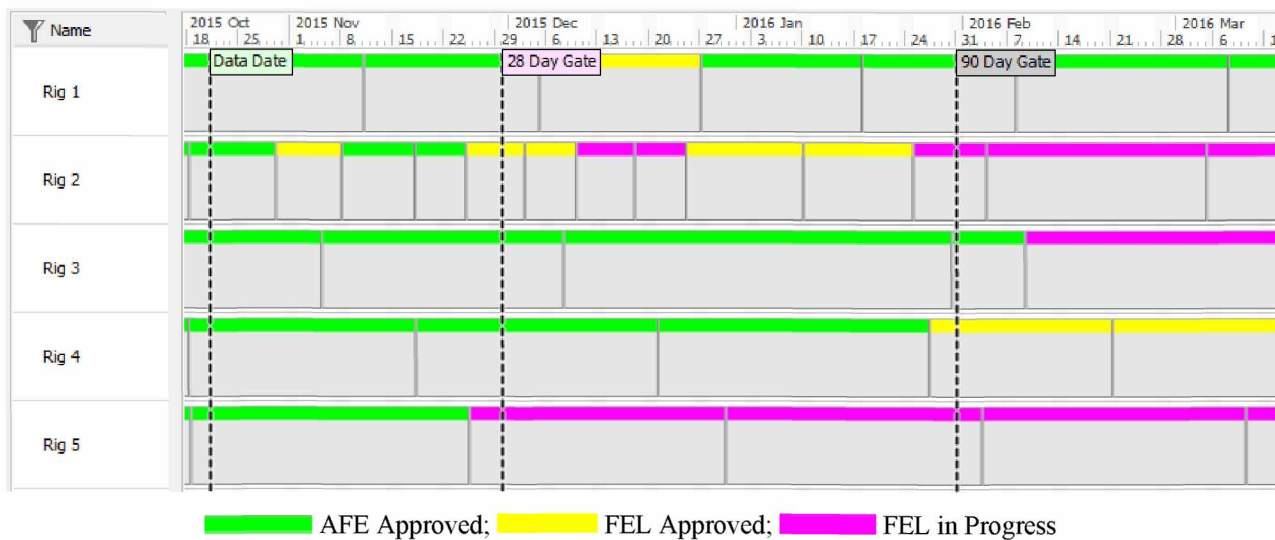 Name
2015 Oct 2015 Nov 2015 Dec 2016 Jan 2016 Feb 2016 Mar
18 25 1 8 15 22 29 6 13 20 27 3 10 17 24 31 7 14 21 28 6 1
Data Date 28 Day Gate 90 Day Gate
Rig 1
Rig 2
Rig 3
Rig 4
Rig 5
AFE Approved; FEL Approved; FEL in Progress